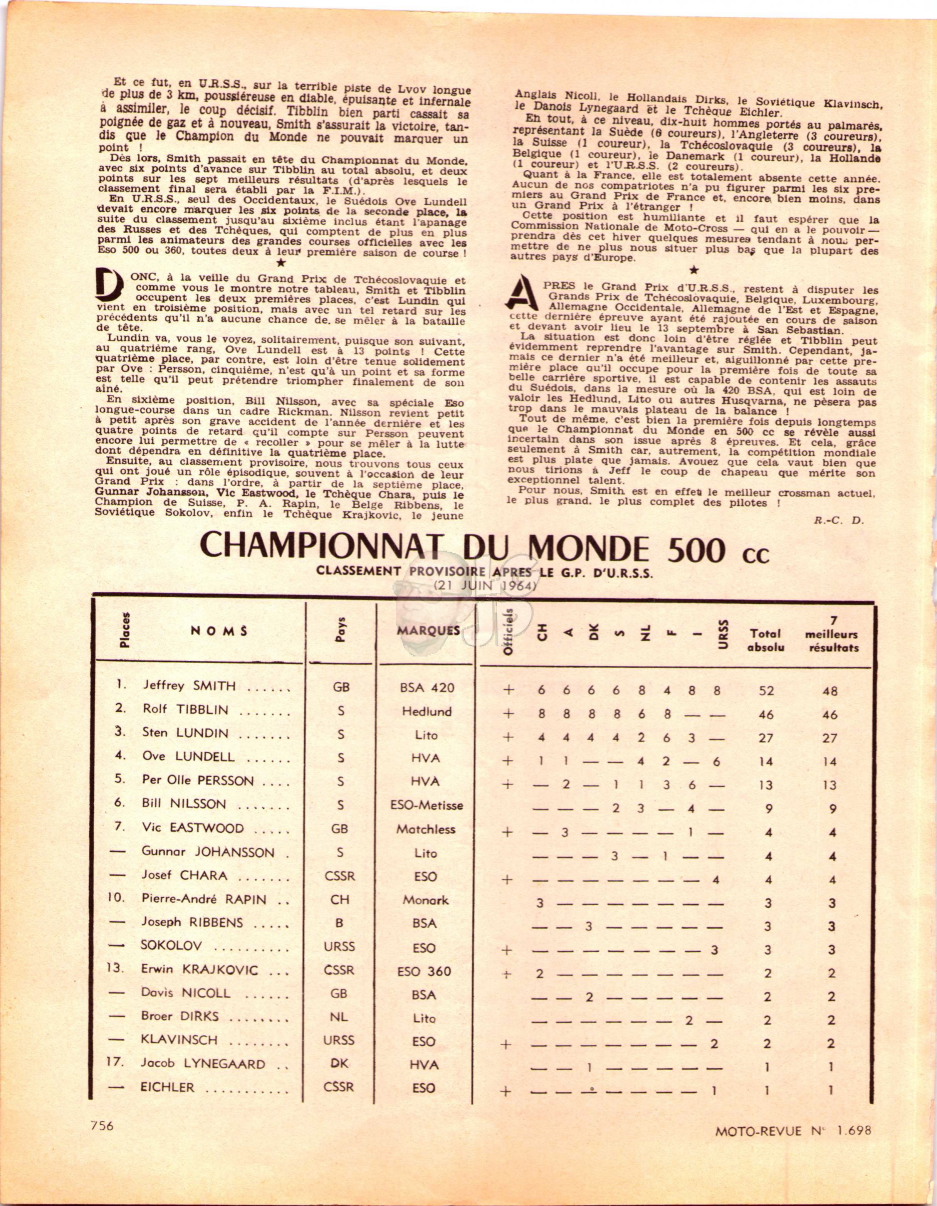 Et ce fut, en U.R.S.S., sur la terrible piste de Lvov longue
de plus de 3 km, poussiéreuse en diable, épuisante et infernale
à assimiler, le coup décisif. Tibblin bien parti cassait sa
poignée de gaz et à nouveau, Smith s'assurait la victoire, tan-
dis que le Champion du Monde ne pouvait marquer un
point !
Dès lors, Smith passait en tête du Championnat du Monde,
avec six points d'avance sur Tibblin au total absolu, et deux
points sur les sept meilleurs résultats (d'après lesquels le
classement final sera établi par la F.I.M.).
En U.R.S.S., seul des Occidentaux, le Suédois Ove Lundell
devait encore marquer les six points de la seconde place, la
suite du classement jusqu'au sixième inclus étant l'apanage
des Russes et des Tchèques, qui comptent de plus en plus
parmi les animateurs des grandes courses officielles avec les
Eso 500 ou 360, toutes deux à leur première saison de course !
★
DONC, à la veille du Grand Prix de Tchécoslovaquie et
comme vous le montre notre tableau, Smith et Tibblin
occupent les deux premières places, c'est Lundin qui
vient en troisième position, mais avec un tel retard sur les
précédents qu'il n'a aucune chance de se mêler à la bataille
de tête.
Lundin va, vous le voyez, solitairement, puisque son suivant,
au quatrième rang, Ove Lundell est à 13 points ! Cette
quatrième place, par contre, est loin d'être tenue solidement
par Ove : Persson, cinquième, n'est qu'à un point et sa forme
est telle qu'il peut prétendre triompher finalement de son
aîné.
En sixième position, Bill Nilsson, avec sa spéciale Eso
longue-course dans un cadre Rickman. Nilsson revient petit
à petit après son grave accident de l'année dernière et les
quatre points de retard qu'il compte sur Persson peuvent
encore lui permettre de « recoller » pour se mêler à la lutte
dont dépendra en définitive la quatrième place.
Ensuite, au classement provisoire, nous trouvons tous ceux
qui ont joué un rôle épisodique, souvent à l'occasion de leur
Grand Prix : dans l'ordre, à partir de la septième place,
Gunnar Johansson, Vic Eastwood, le Tchèque Chara, puis le
Champion de Suisse, P. A. Rapin, le Belge Ribbens, le
Soviétique Sokolov, enfin le Tchèque Krajkovic, le jeune
Anglais Nicoll, le Hollandais Dirks, le Soviétique Klavinsch,
le Danois Lynegaard et le Tchèque Eichler.
En tout, à ce niveau, dix-huit hommes portés au palmarès,
représentant la Suède (6 coureurs), l'Angleterre (3 coureurs),
la Suisse (1 coureur), la Tchécoslovaquie (3 coureurs), la
Belgique (1 coureur), le Danemark (1 coureur), la Hollande
(1 coureur) et l'U.R.S.S. (2 coureurs).
Quant à la France, elle est totalement absente cette année.
Aucun de nos compatriotes n'a pu figurer parmi les six pre-
miers au Grand Prix de France et, encore bien moins, dans
un Grand Prix à l'étranger !
Cette position est humiliante et il faut espérer que la
Commission Nationale de Moto-Cross — qui en a le pouvoir —
prendra dès cet hiver quelques mesures tendant à nous per-
mettre de ne plus nous situer plus bas que la plupart des
autres pays d'Europe.
★
APRES le Grand Prix d'U.R.S.S., restent à disputer les
Grands Prix de Tchécoslovaquie, Belgique, Luxembourg,
Allemagne Occidentale, Allemagne de l'Est et Espagne,
cette dernière épreuve ayant été rajoutée en cours de saison
et devant avoir lieu le 13 septembre à San Sebastian.
La situation est donc loin d'être réglée et Tibblin peut
évidemment reprendre l'avantage sur Smith. Cependant, ja-
mais ce dernier n'a été meilleur et, aiguillonné par cette pre-
mière place qu'il occupe pour la première fois de toute sa
belle carrière sportive, il est capable de contenir les assauts
du Suédois, dans la mesure où la 420 BSA, qui est loin de
valoir les Hedlund, Lito ou autres Husqvarna, ne pèsera pas
trop dans le mauvais plateau de la balance !
Tout de même, c'est bien la première fois depuis longtemps
que le Championnat du Monde en 500 cc se révèle aussi
incertain dans son issue après 8 épreuves. Et cela, grâce
seulement à Smith car, autrement, la compétition mondiale
est plus plate que jamais. Avouez que cela vaut bien que
nous tirions à Jeff le coup de chapeau que mérite son
exceptionnel talent.
Pour nous, Smith est en effet le meilleur crossman actuel,
le plus grand, le plus complet des pilotes !
R.-C. D.
CHAMPIONNAT DU MONDE 500 cc
CLASSEMENT PROVISOIRE APRES LE G.P. D'U.R.S.S.
(21 JUIN 1964)
Places NOMS Pays MARQUES Officiels CH A DK S NL F I URSS Total absolu 7 meilleurs résultats
1. Jeffrey SMITH ...... GB BSA 420 + 6 6 6 6 8 4 8 8 52 48
2. Rolf TIBBLIN ....... S Hedlund + 8 8 8 8 6 8 — — 46 46
3. Sten LUNDIN ....... S Lito + 4 4 4 4 2 6 3 — 27 27
4. Ove LUNDELL ..... S HVA + 1 1 — — 4 2 — 6 14 14
5. Per Olle PERSSON .... S HVA + — 2 — 1 1 3 6 — 13 13
6. Bill NILSSON ....... S ESO-Metisse — — — 2 3 — 4 — 9 9
7. Vic EASTWOOD ..... GB Matchless + — 3 — — — — 1 — 4 4
— Gunnar JOHANSSON . S Lito — — — 3 — 1 — — 4 4
— Josef CHARA ....... CSSR ESO + — — — — — — — 4 4 4
10. Pierre-André RAPIN .. CH Monark 3 — — — — — — — 3 3
— Joseph RIBBENS ..... B BSA — — 3 — — — — — 3 3
— SOKOLOV .......... URSS ESO + — — — — — — — 3 3 3
13. Erwin KRAJKOVIC ... CSSR ESO 360 + 2 — — — — — — — 2 2
— Davis NICOLL ...... GB BSA — — 2 — — — — — 2 2
— Broer DIRKS ........ NL Lito — — — — — — 2 — 2 2
— KLAVINSCH ........ URSS ESO + — — — — — — — 2 2 2
17. Jacob LYNEGAARD .. DK HVA — — 1 — — — — — 1 1
— EICHLER ........... CSSR ESO + — — — — — — — 1 1 1
756
MOTO-REVUE N° 1.698